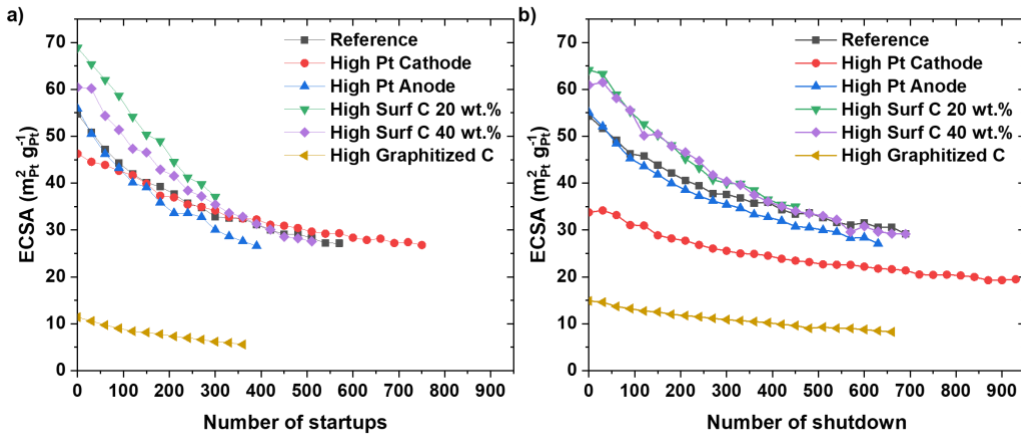 a)
ECSA (m²Pt g⁻¹Pt)
70
60
50
40
30
20
10
0
Reference
High Pt Cathode
High Pt Anode
High Surf C 20 wt.%
High Surf C 40 wt.%
High Graphitized C
0 100 200 300 400 500 600 700 800 900
Number of startups
b)
ECSA (m²Pt g⁻¹Pt)
70
60
50
40
30
20
10
0
Reference
High Pt Cathode
High Pt Anode
High Surf C 20 wt.%
High Surf C 40 wt.%
High Graphitized C
0 100 200 300 400 500 600 700 800 900
Number of shutdown